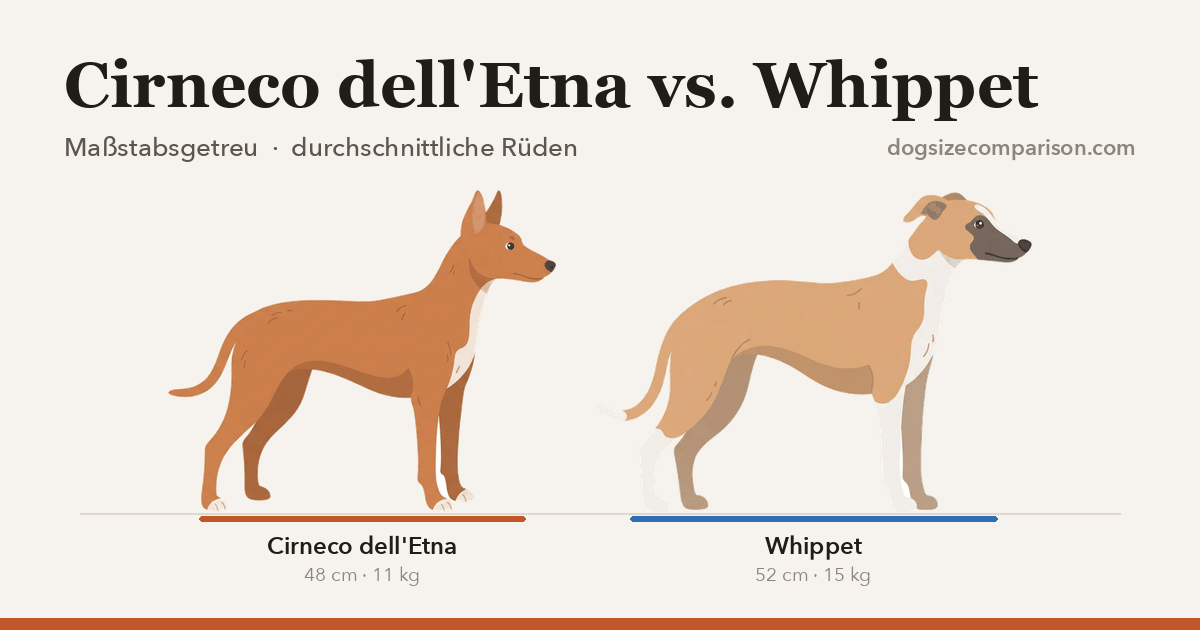 Cirneco dell'Etna vs. Whippet
Maßstabsgetreu · durchschnittliche Rüden
dogsizecomparison.com
Cirneco dell'Etna
48 cm · 11 kg
Whippet
52 cm · 15 kg